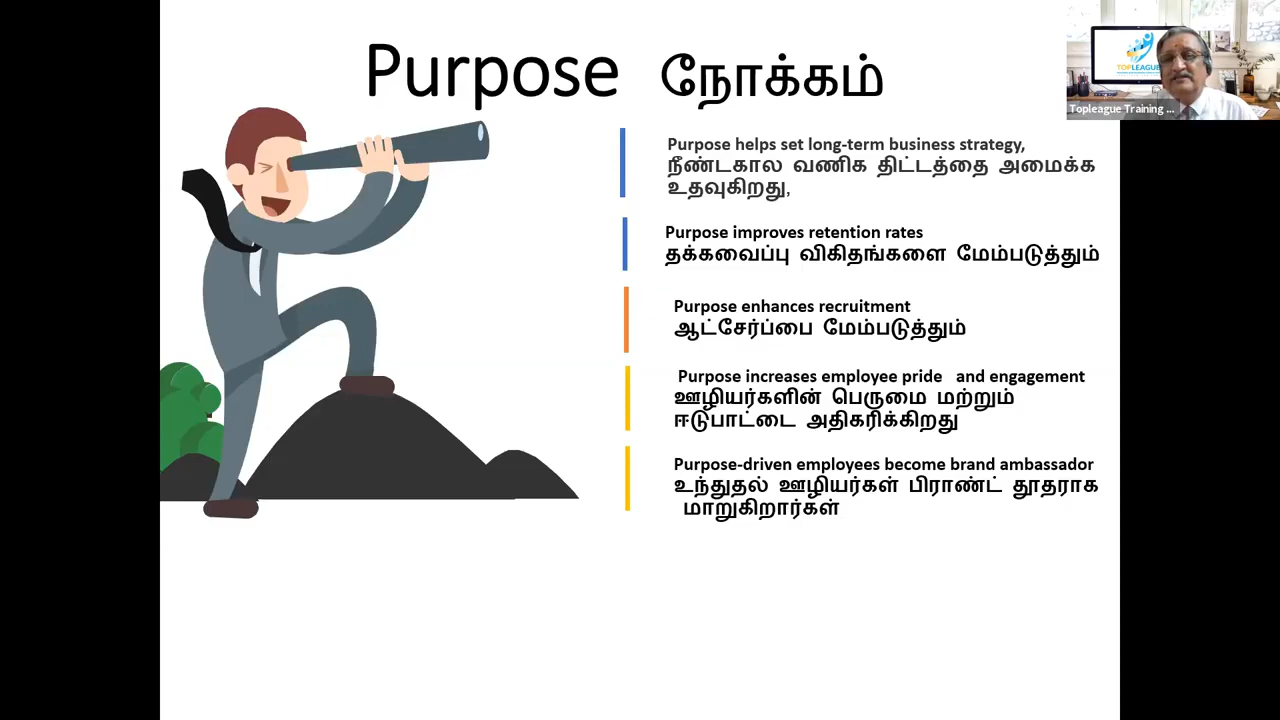 Purpose நோக்கம்
TOPLEAGUE
Topleague Training ...
Purpose helps set long-term business strategy,
நீண்டகால வணிக திட்டத்தை அமைக்க
உதவுகிறது,
Purpose improves retention rates
தக்கவைப்பு விகிதங்களை மேம்படுத்தும்
Purpose enhances recruitment
ஆட்சேர்ப்பை மேம்படுத்தும்
Purpose increases employee pride and engagement
ஊழியர்களின் பெருமை மற்றும்
ஈடுபாட்டை அதிகரிக்கிறது
Purpose-driven employees become brand ambassador
உந்துதல் ஊழியர்கள் பிராண்ட் தூதராக
மாறுகிறார்கள்